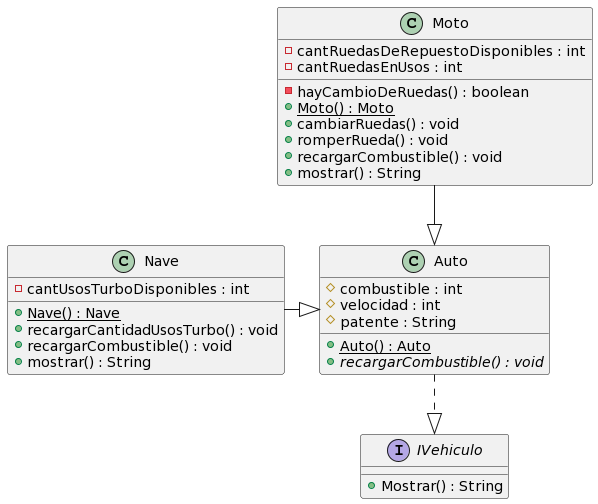 C Moto
cantRuedasDeRepuestoDisponibles : int
cantRuedasEnUsos : int
hayCambioDeRuedas() : boolean
Moto() : Moto
cambiarRuedas() : void
romperRueda() : void
recargarCombustible() : void
mostrar() : String
C Nave
cantUsosTurboDisponibles : int
Nave() : Nave
recargarCantidadUsosTurbo() : void
recargarCombustible() : void
mostrar() : String
C Auto
combustible : int
velocidad : int
patente : String
Auto() : Auto
recargarCombustible() : void
I IVehiculo
Mostrar() : String